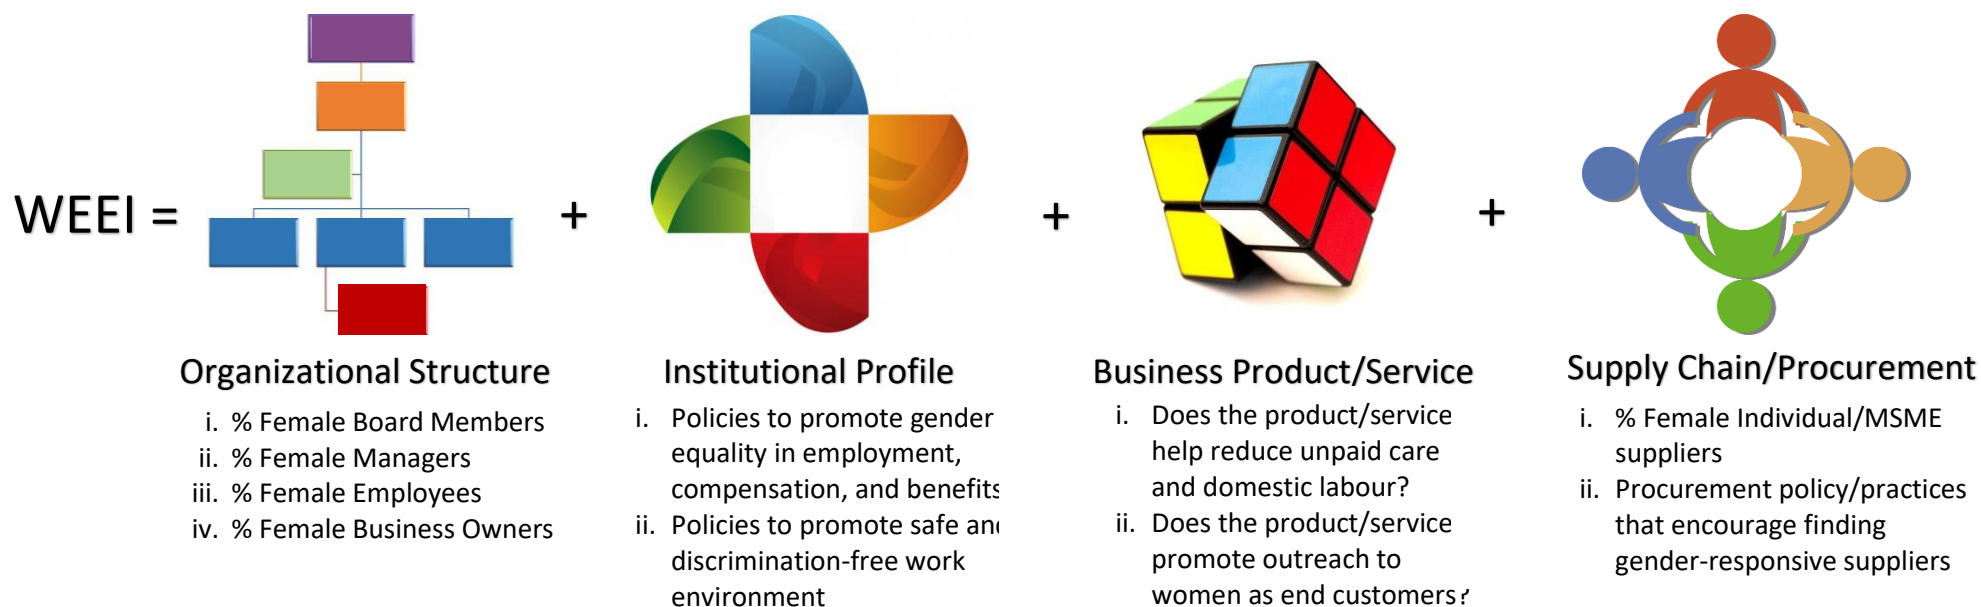 WEEI =
+
+
+
Organizational Structure
i. % Female Board Members
ii. % Female Managers
iii. % Female Employees
iv. % Female Business Owners
Institutional Profile
i. Policies to promote gender
equality in employment,
compensation, and benefits
ii. Policies to promote safe and
discrimination-free work
environment
Business Product/Service
i. Does the product/service
help reduce unpaid care
and domestic labour?
ii. Does the product/service
promote outreach to
women as end customers?
Supply Chain/Procurement
i. % Female Individual/MSME
suppliers
ii. Procurement policy/practices
that encourage finding
gender-responsive suppliers